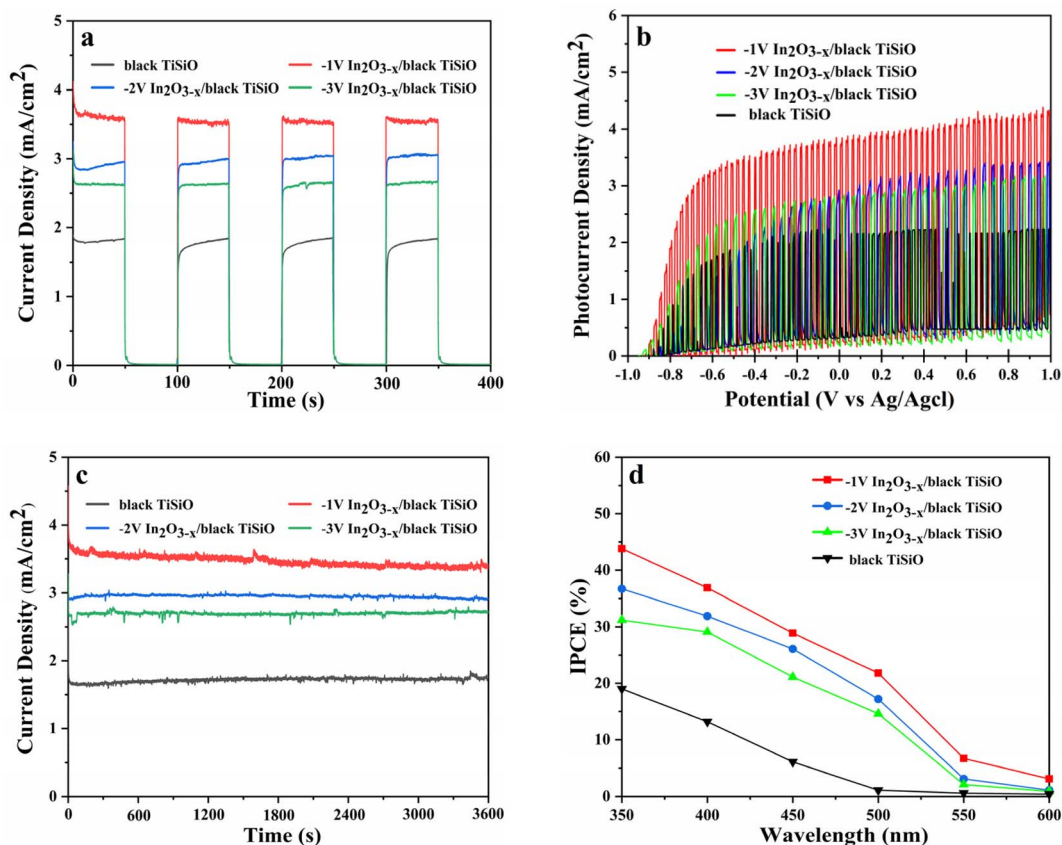 a
black TiSiO
-1V In2O3-x/black TiSiO
-2V In2O3-x/black TiSiO
-3V In2O3-x/black TiSiO
Current Density (mA/cm2)
5
4
3
2
1
0
0 100 200 300 400
Time (s)
b
-1V In2O3-x/black TiSiO
-2V In2O3-x/black TiSiO
-3V In2O3-x/black TiSiO
black TiSiO
Photocurrent Density (mA/cm2)
6
5
4
3
2
1
0
-1.0 -0.8 -0.6 -0.4 -0.2 0.0 0.2 0.4 0.6 0.8 1.0
Potential (V vs Ag/Agcl)
c
black TiSiO
-1V In2O3-x/black TiSiO
-2V In2O3-x/black TiSiO
-3V In2O3-x/black TiSiO
Current Density (mA/cm2)
5
4
3
2
1
0
0 600 1200 1800 2400 3000 3600
Time (s)
d
-1V In2O3-x/black TiSiO
-2V In2O3-x/black TiSiO
-3V In2O3-x/black TiSiO
black TiSiO
IPCE (%)
60
50
40
30
20
10
0
350 400 450 500 550 600
Wavelength (nm)